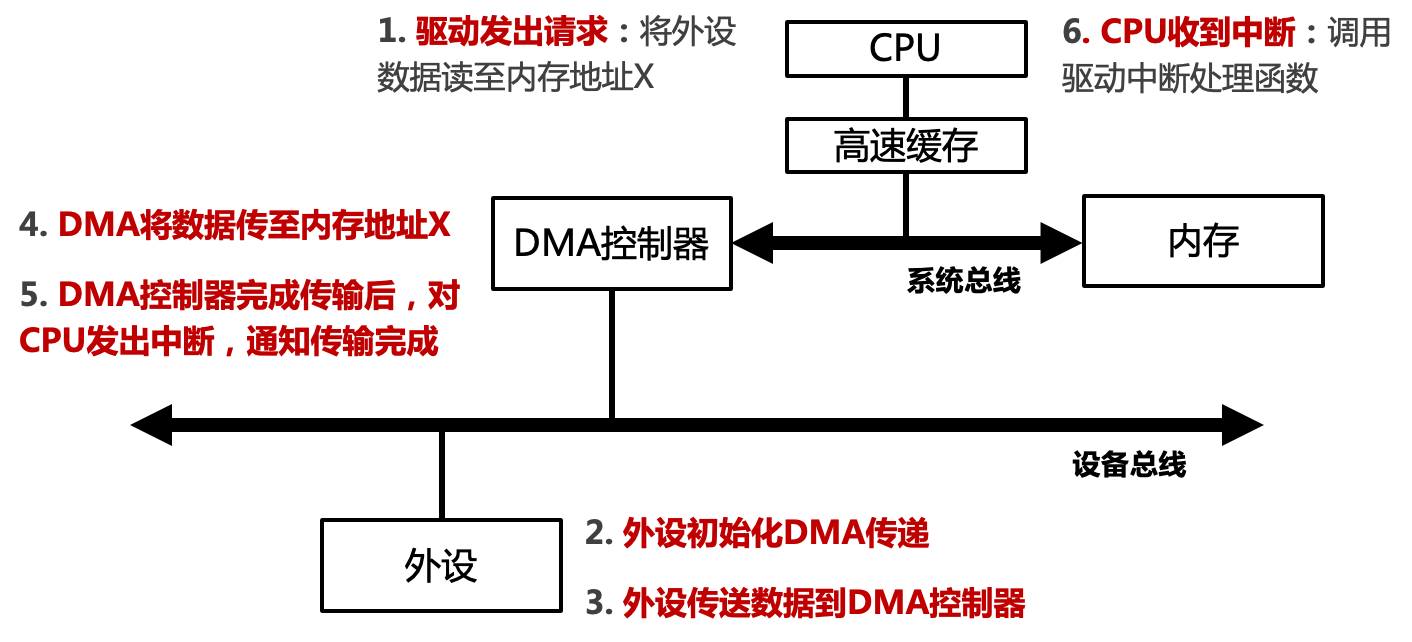 1. 驱动发出请求：将外设
数据读至内存地址X
CPU
6. CPU收到中断：调用
驱动中断处理函数
高速缓存
4. DMA将数据传至内存地址X
DMA控制器
内存
系统总线
5. DMA控制器完成传输后，对
CPU发出中断，通知传输完成
设备总线
外设
2. 外设初始化DMA传递
3. 外设传送数据到DMA控制器